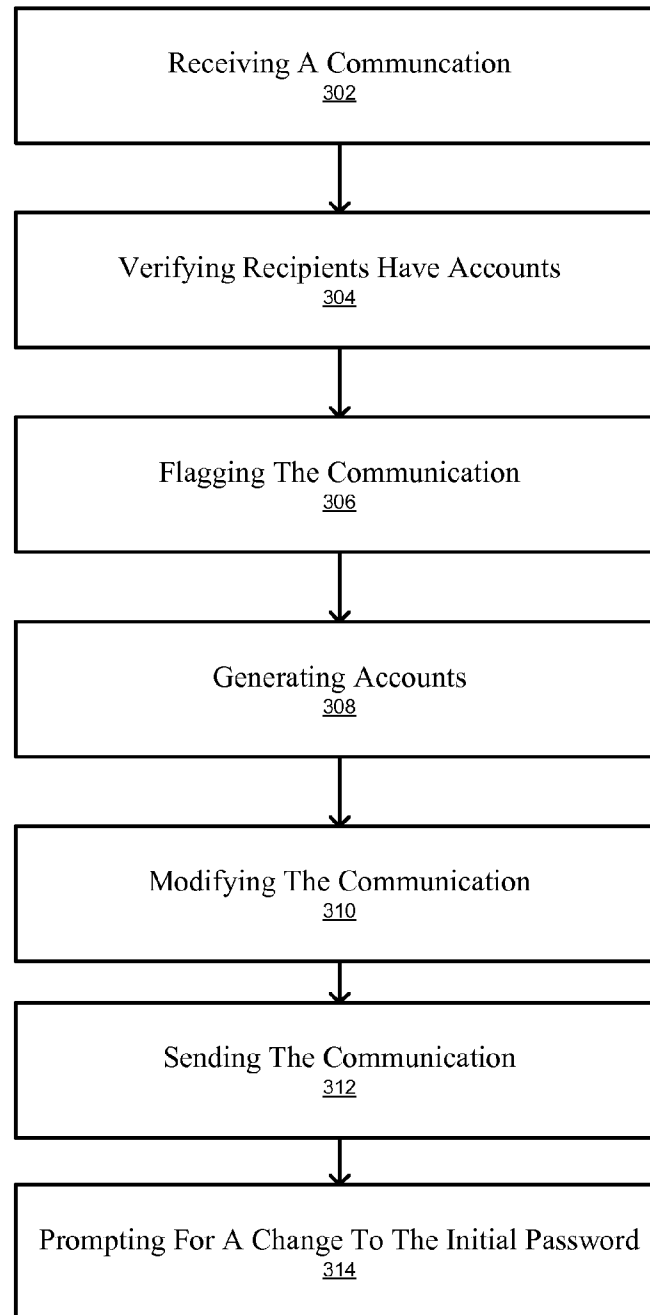 Receiving A Communcation
302
Verifying Recipients Have Accounts
304
Flagging The Communication
306
Generating Accounts
308
Modifying The Communication
310
Sending The Communication
312
Prompting For A Change To The Initial Password
314